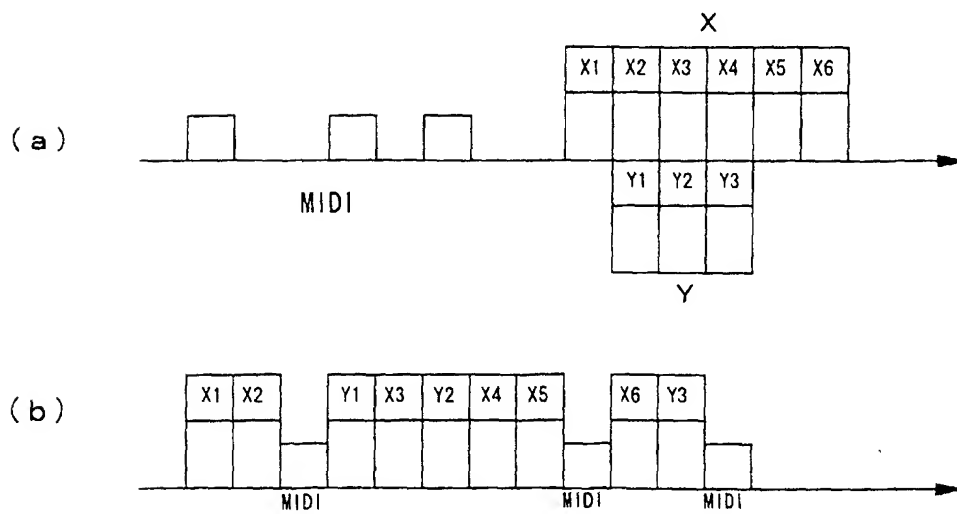 X
X1 X2 X3 X4 X5 X6
(a)
Y1 Y2 Y3
MIDI
Y
X1 X2 Y1 X3 Y2 X4 X5 X6 Y3
(b)
MIDI MIDI MIDI